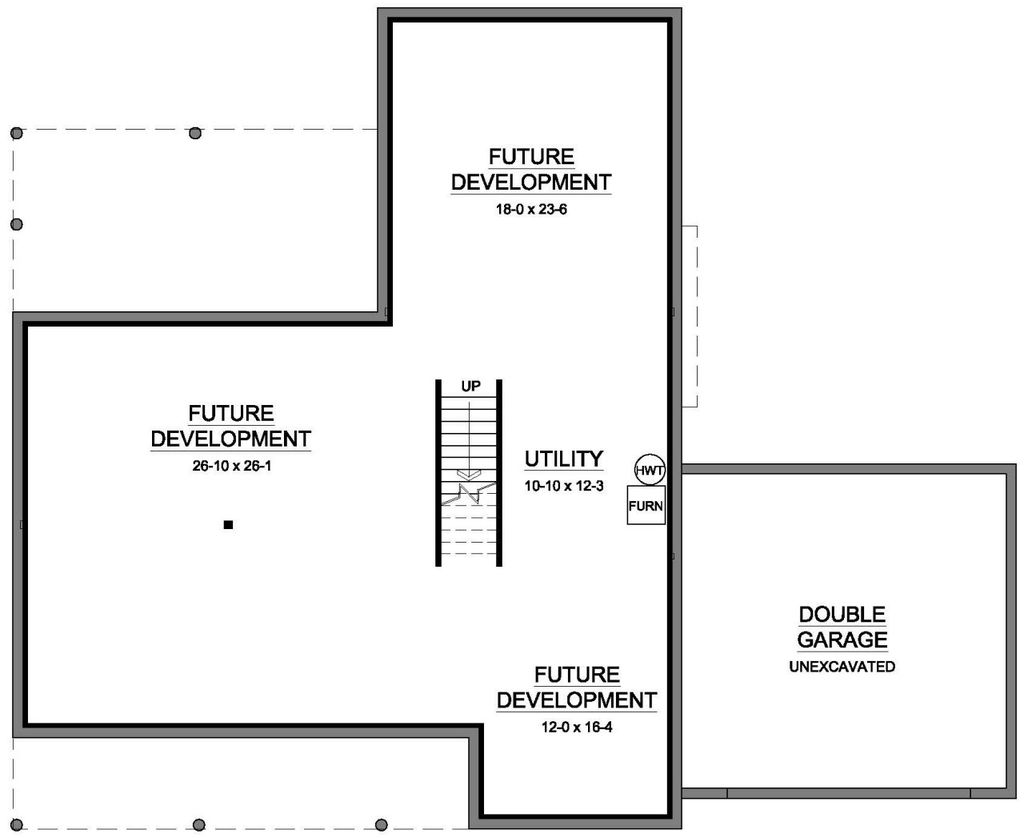 FUTURE
DEVELOPMENT
18-0 x 23-6
UP
FUTURE
DEVELOPMENT
26-10 x 26-1
UTILITY
10-10 x 12-3
HWT
FURN
DOUBLE
GARAGE
UNEXCAVATED
FUTURE
DEVELOPMENT
12-0 x 16-4